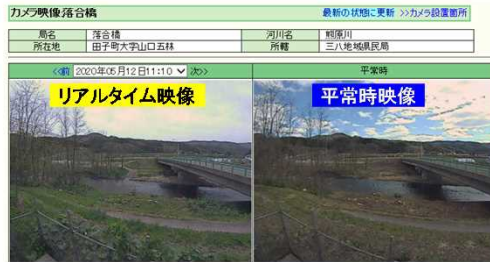 カメラ映像:落合橋
最新の状態に更新 >>カメラ設置箇所
局名 落合橋 河川名 熊原川
所在地 田子町大字山口五林 所轄 三八地域県民局
<<前 2020年05月12日11:10 次>> 平常時
リアルタイム映像 平常時映像